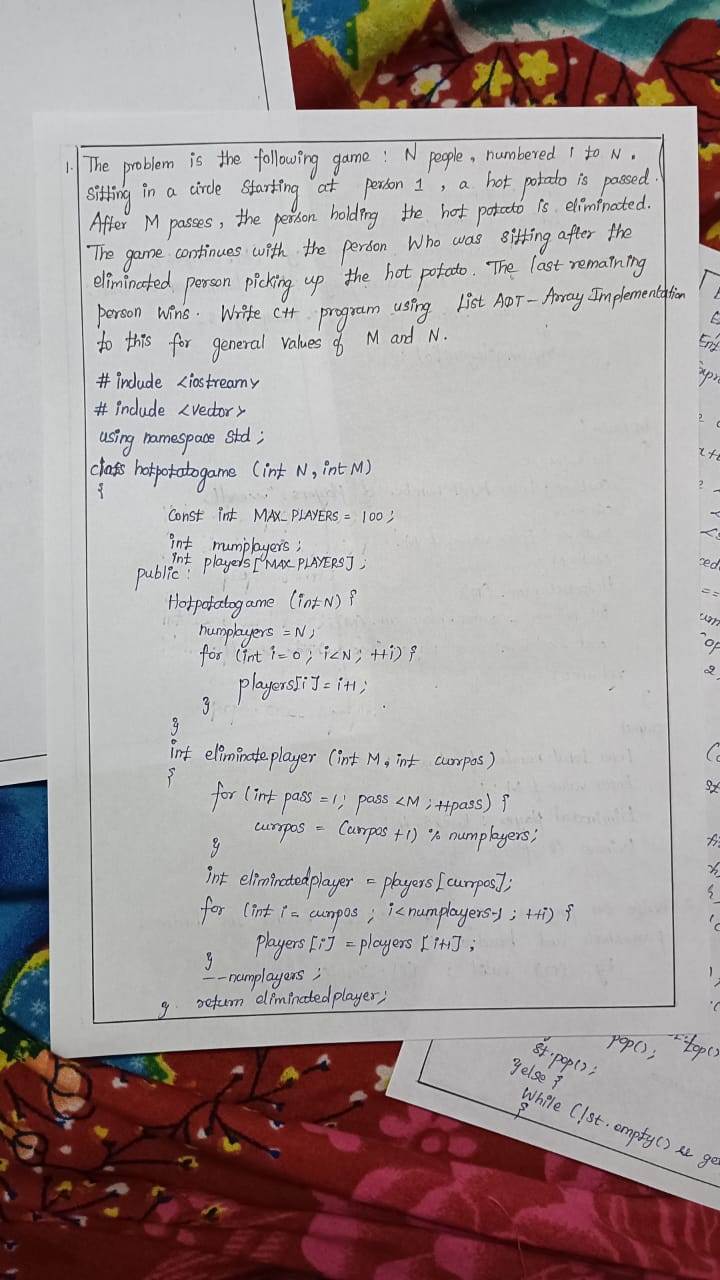 1. The problem is the following game : N people, numbered 1 to N.
Sitting in a circle starting at person 1, a hot potato is passed.
After M passes, the person holding the hot potato is eliminated.
The game continues with the person Who was sitting after the
eliminated person picking up the hot potato. The last remaining
person wins. Write C++ program using List ADT - Array Implementation
to this for general values of M and N.
# include <iostream>
# include <vector>
using namespace std ;
class hotpotatogame (int N, int M)
{
Const int MAX_PLAYERS = 100 ;
int numplayers ;
int players [MAX_PLAYERS] ;
public :
Hotpotatogame (int N) {
numplayers = N;
for (int i=0 ; i<N ; ++i) {
players[i] = i+1 ;
}
}
int eliminateplayer (int M, int currpos)
{
for (int pass = 1; pass <M ; ++pass) {
currpos = (currpos +1) % numplayers;
}
int eliminatedplayer = players [currpos];
for (int i = currpos ; i<numplayers-1 ; ++i) {
players [i] = players [i+1] ;
}
--numplayers ;
} return eliminatedplayer;
pop();
st.pop();
}else {
While (!st.empty() &&
{